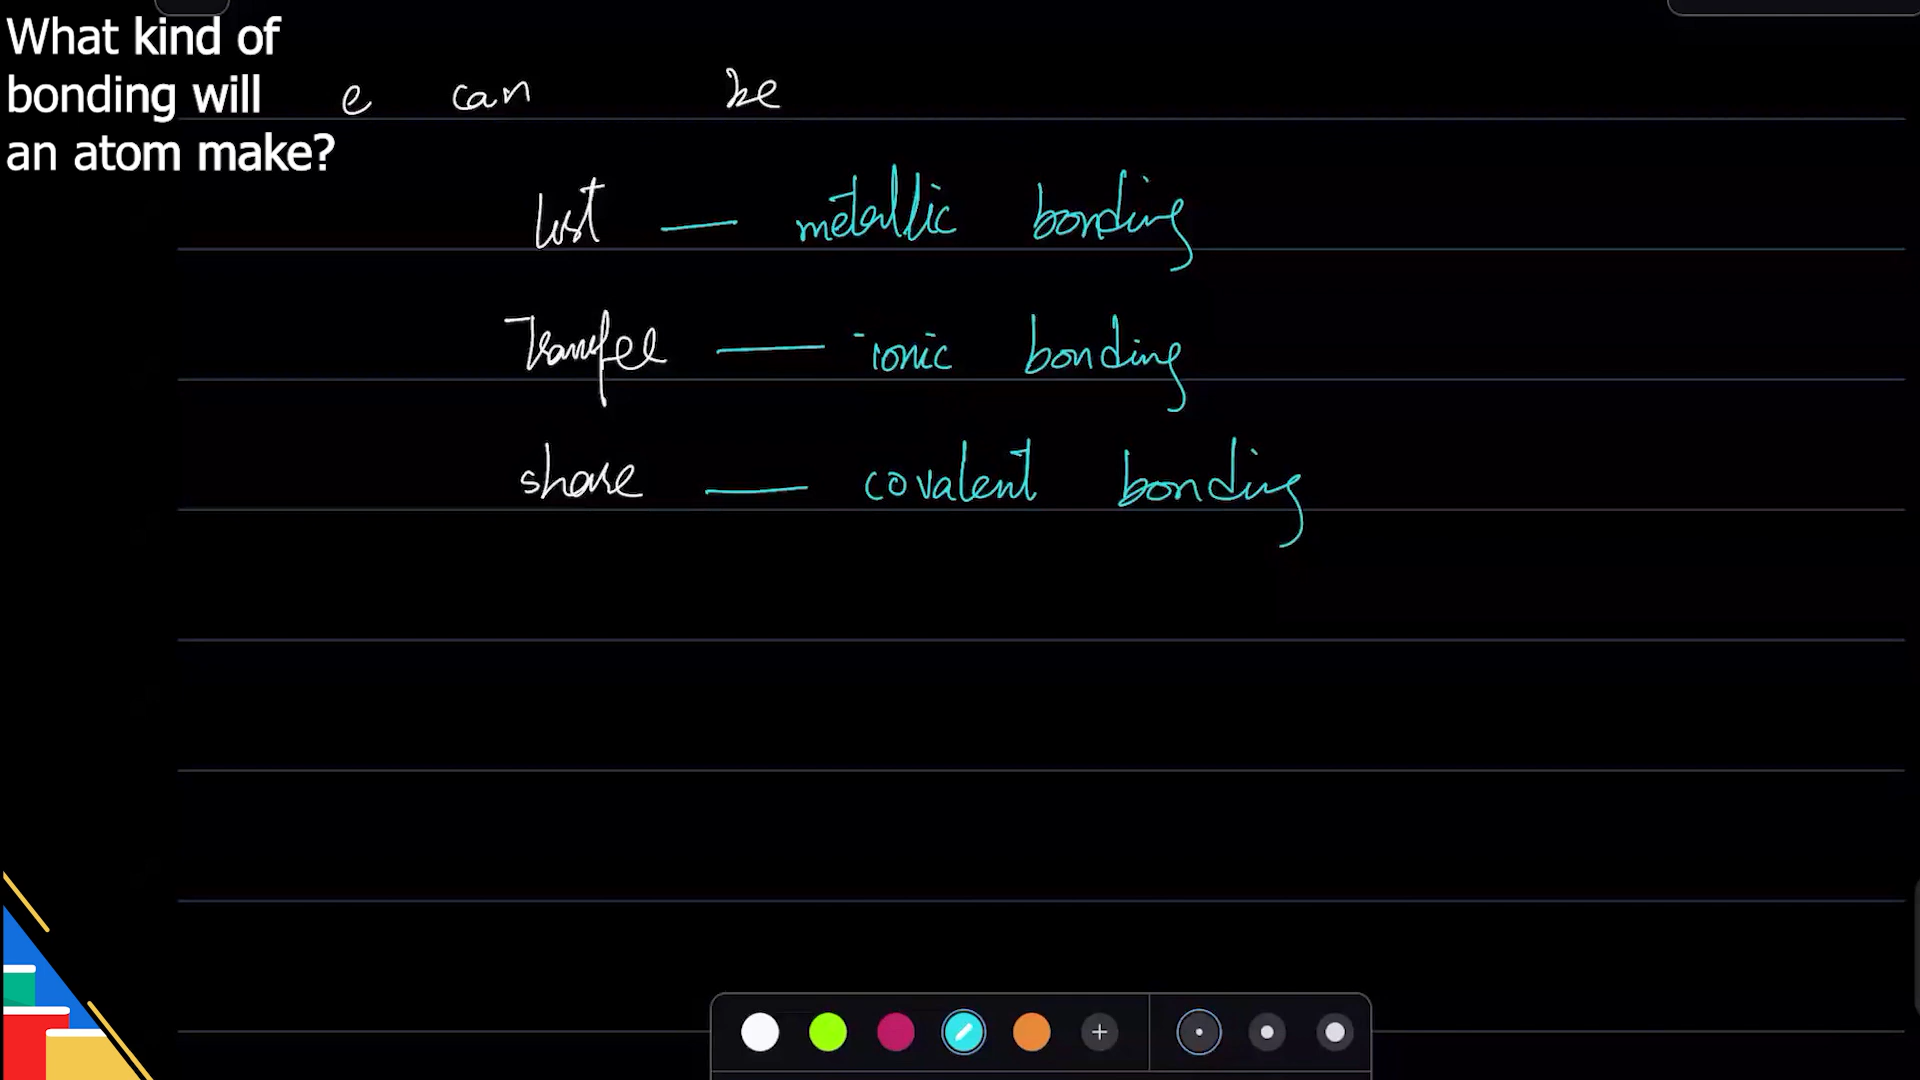 What kind of
bonding will
an atom make?
e can be
lost — metallic bonding
Transfer — ionic bonding
share — covalent bonding